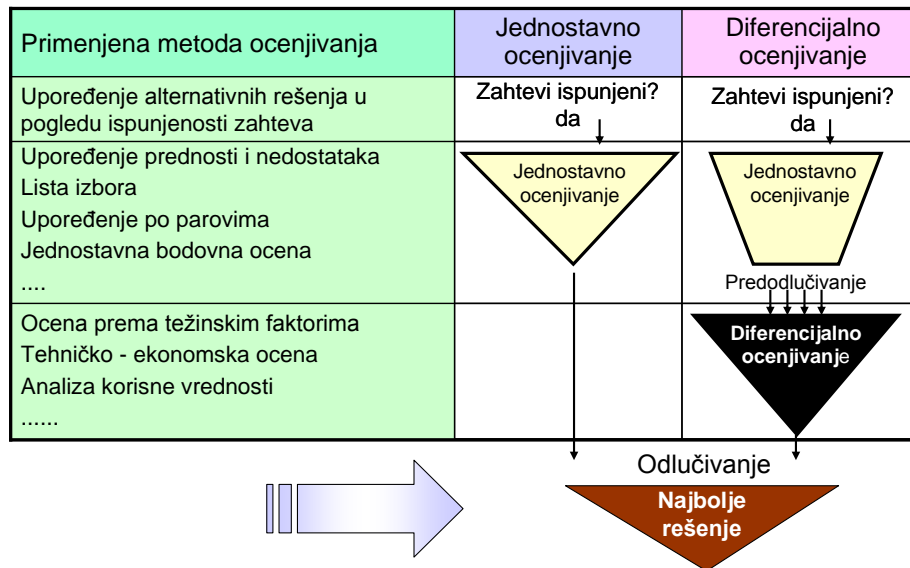 Primenjena metoda ocenjivanja
Jednostavno
ocenjivanje
Diferencijalno
ocenjivanje
Upoređenje alternativnih rešenja u
pogledu ispunjenosti zahteva
Zahtevi ispunjeni?
da
Zahtevi ispunjeni?
da
Upoređenje prednosti i nedostataka
Lista izbora
Upoređenje po parovima
Jednostavna bodovna ocena
....
Jednostavno
ocenjivanje
Jednostavno
ocenjivanje
Predodlučivanje
Ocena prema težinskim faktorima
Tehničko - ekonomska ocena
Analiza korisne vrednosti
......
Diferencijalno
ocenjivanje
Odlučivanje
Najbolje
rešenje